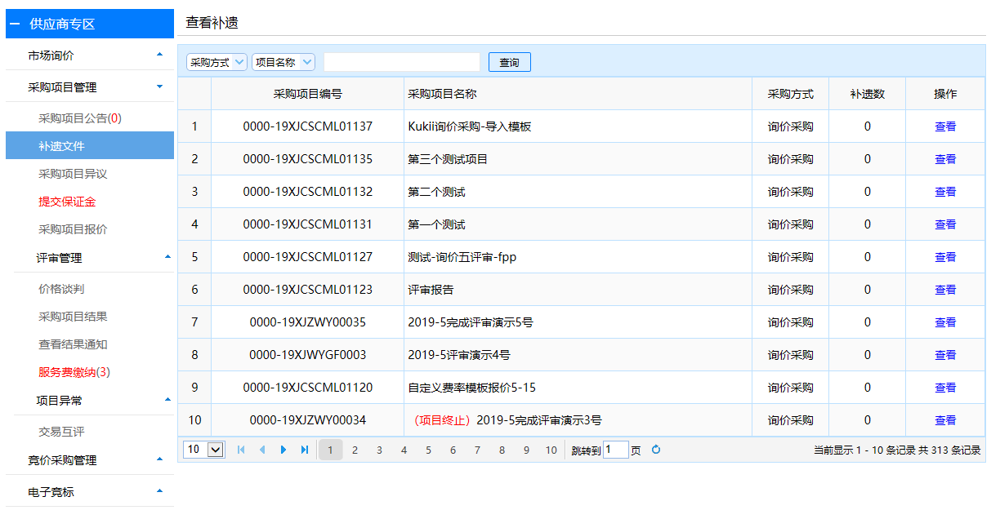 供应商专区
市场询价
采购项目管理
采购项目公告(0)
补遗文件
采购项目异议
提交保证金
采购项目报价
评审管理
价格谈判
采购项目结果
查看结果通知
服务费缴纳(3)
项目异常
交易互评
竞价采购管理
电子竞标
查看补遗
采购方式 项目名称 查询
采购项目编号 采购项目名称 采购方式 补遗数 操作
1 0000-19XJCSCML01137 Kukii询价采购-导入模板 询价采购 0 查看
2 0000-19XJCSCML01135 第三个测试项目 询价采购 0 查看
3 0000-19XJCSCML01132 第二个测试 询价采购 0 查看
4 0000-19XJCSCML01131 第一个测试 询价采购 0 查看
5 0000-19XJCSCML01127 测试-询价五评审-fpp 询价采购 0 查看
6 0000-19XJCSCML01123 评审报告 询价采购 0 查看
7 0000-19XJZWY00035 2019-5完成评审演示5号 询价采购 0 查看
8 0000-19XJWYGF0003 2019-5评审演示4号 询价采购 0 查看
9 0000-19XJCSCML01120 自定义费率模板报价5-15 询价采购 0 查看
10 0000-19XJZWY00034 （项目终止）2019-5完成评审演示3号 询价采购 0 查看
10 1 2 3 4 5 6 7 8 9 10 跳转到 1 页 当前显示 1 - 10 条记录 共 313 条记录